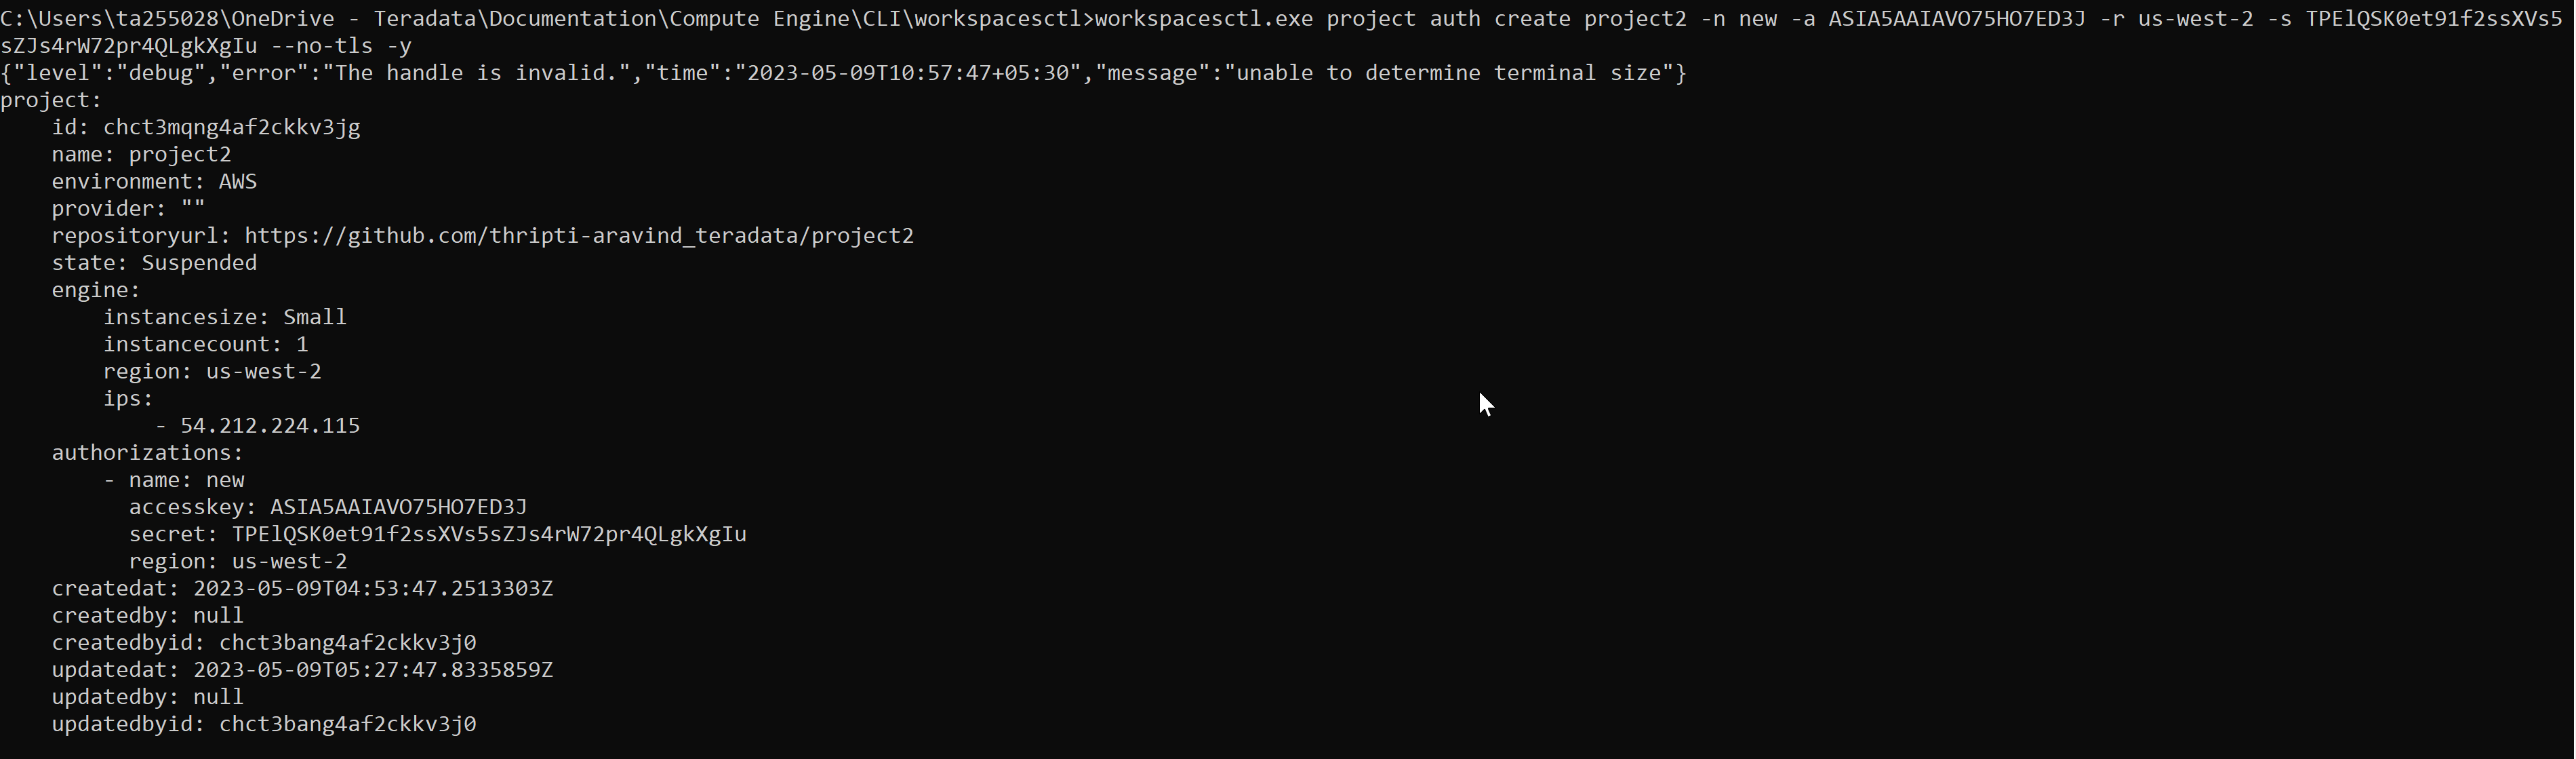 C:\Users\ta255028\OneDrive - Teradata\Documentation\Compute Engine\CLI\workspacesctl>workspacesctl.exe project auth create project2 -n new -a ASIA5AAIAVO75HO7ED3J -r us-west-2 -s TPElQSK0et91f2ssXVs5
sZJs4rW72pr4QLgkXgIu --no-tls -y
{"level":"debug","error":"The handle is invalid.","time":"2023-05-09T10:57:47+05:30","message":"unable to determine terminal size"}
project:
    id: chct3mqng4af2ckkv3jg
    name: project2
    environment: AWS
    provider: ""
    repositoryurl: https://github.com/thripti-aravind_teradata/project2
    state: Suspended
    engine:
        instancesize: Small
        instancecount: 1
        region: us-west-2
        ips:
            - 54.212.224.115
    authorizations:
        - name: new
          accesskey: ASIA5AAIAVO75HO7ED3J
          secret: TPElQSK0et91f2ssXVs5sZJs4rW72pr4QLgkXgIu
          region: us-west-2
    createdat: 2023-05-09T04:53:47.2513303Z
    createdby: null
    createdbyid: chct3bang4af2ckkv3j0
    updatedat: 2023-05-09T05:27:47.8335859Z
    updatedby: null
    updatedbyid: chct3bang4af2ckkv3j0